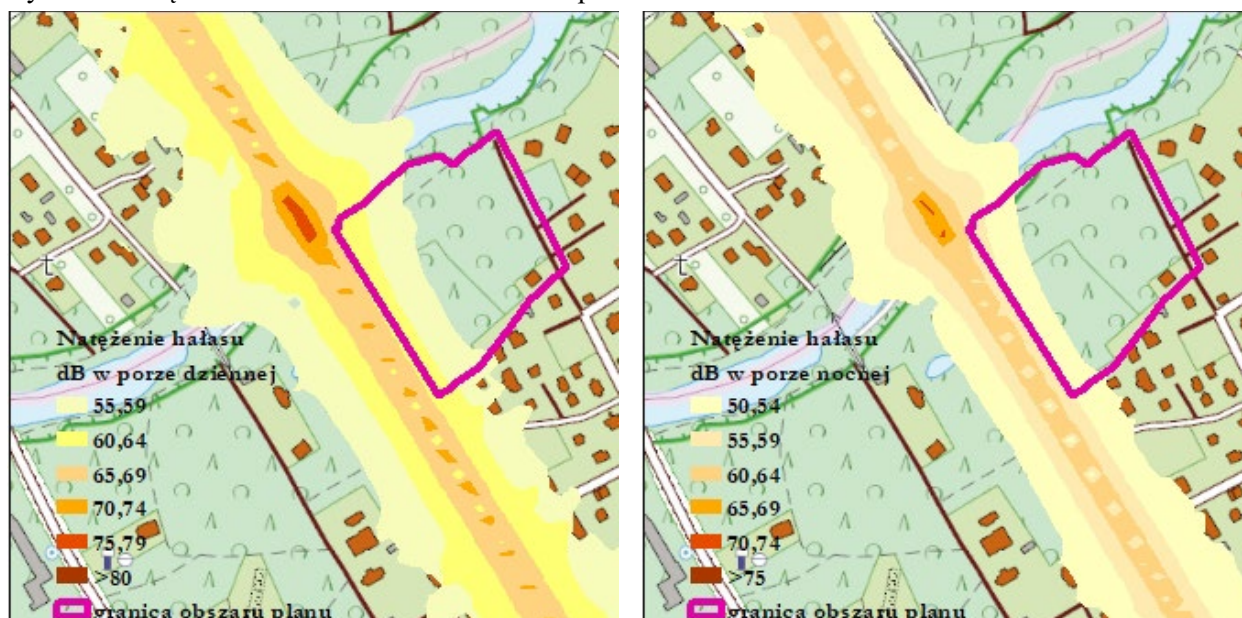 Natężenie hałasu
dB w porze dziennej
55,59
60,64
65,69
70,74
75,79
>80
granica obszaru planu
Natężenie hałasu
dB w porze nocnej
50,54
55,59
60,64
65,69
70,74
>75
granica obszaru planu